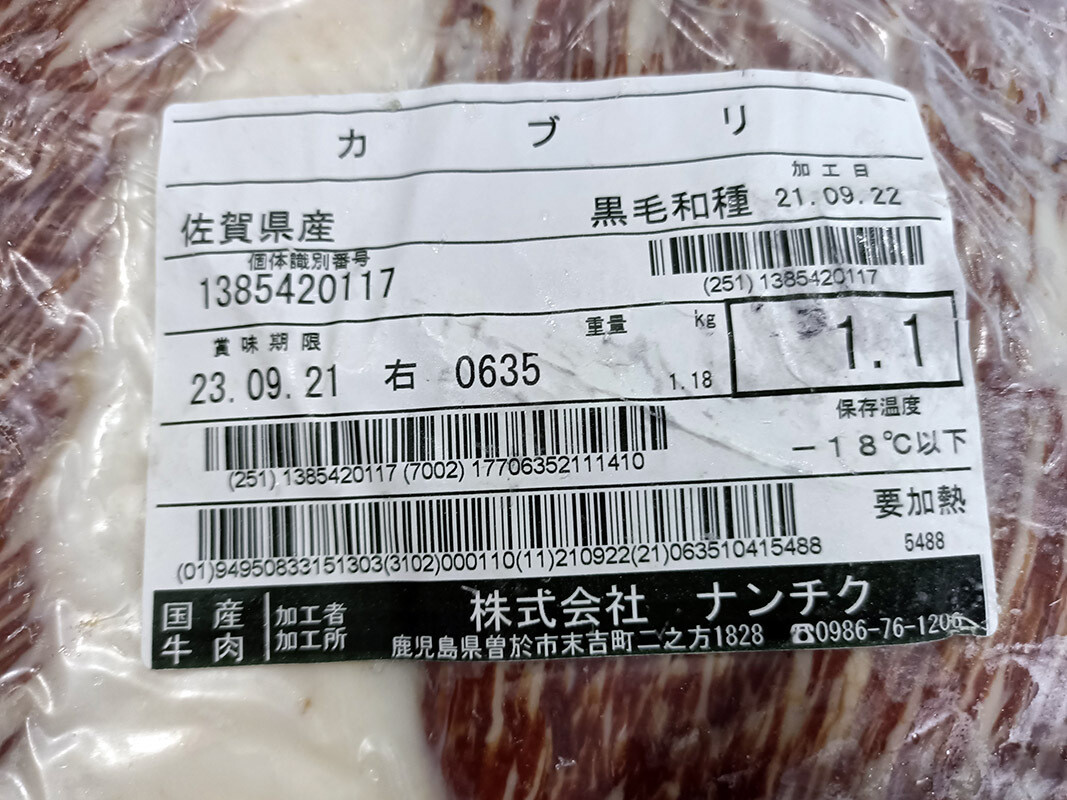 カブリ
加工日
佐賀県産 黒毛和種 21.09.22
個体識別番号
1385420117
(251) 1385420117
賞味期限 重量 kg
23.09.21 右 0635 1.18 1.1
保存温度
-18℃以下
(251) 1385420117 (7002) 17706352111410
要加熱
(01)94950833151303(3102)000110(11)210922(21)063510415488 5488
国産牛肉 加工者 加工所 株式会社 ナンチク
鹿児島県曽於市末吉町二之方1828 ☎0986-76-1206